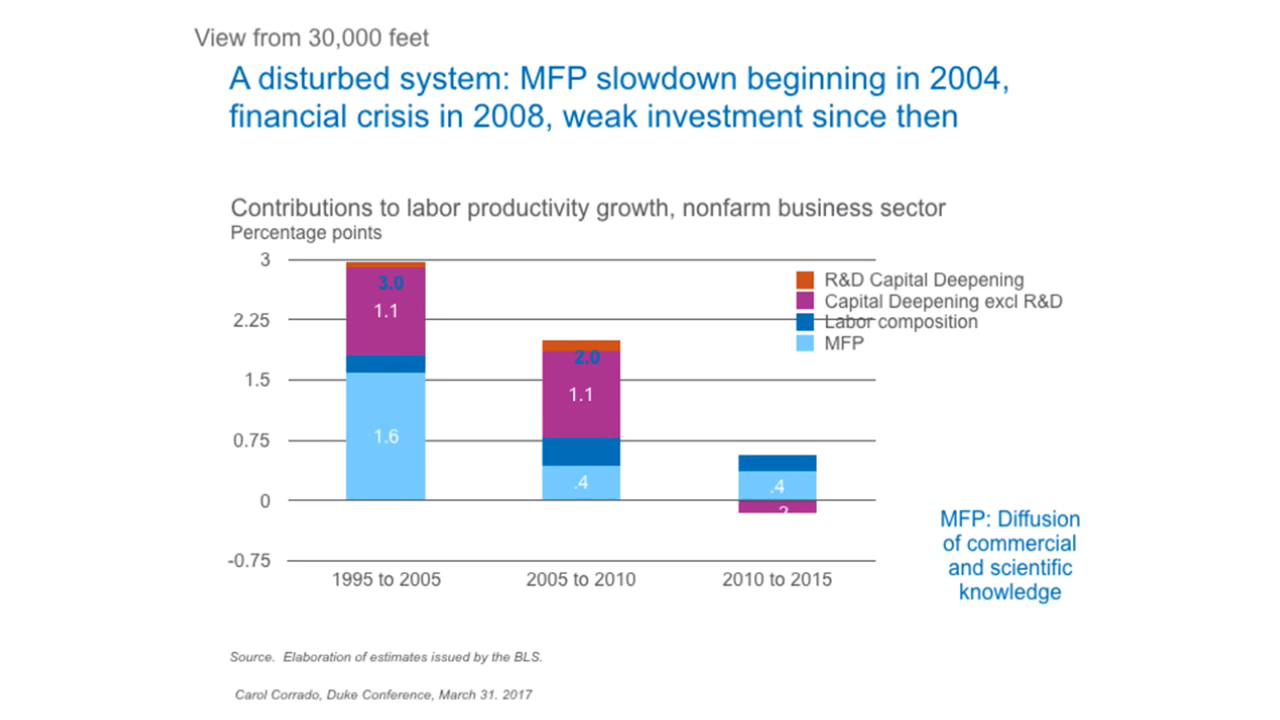 View from 30,000 feet
A disturbed system: MFP slowdown beginning in 2004,
financial crisis in 2008, weak investment since then
Contributions to labor productivity growth, nonfarm business sector
Percentage points
3
2.25
1.5
0.75
0
-0.75
3.0
1.1
1.6
2.0
1.1
.4
.4
R&D Capital Deepening
Capital Deepening excl R&D
Labor composition
MFP
1995 to 2005
2005 to 2010
2010 to 2015
MFP: Diffusion
of commercial
and scientific
knowledge
Source. Elaboration of estimates issued by the BLS.
Carol Corrado, Duke Conference, March 31. 2017